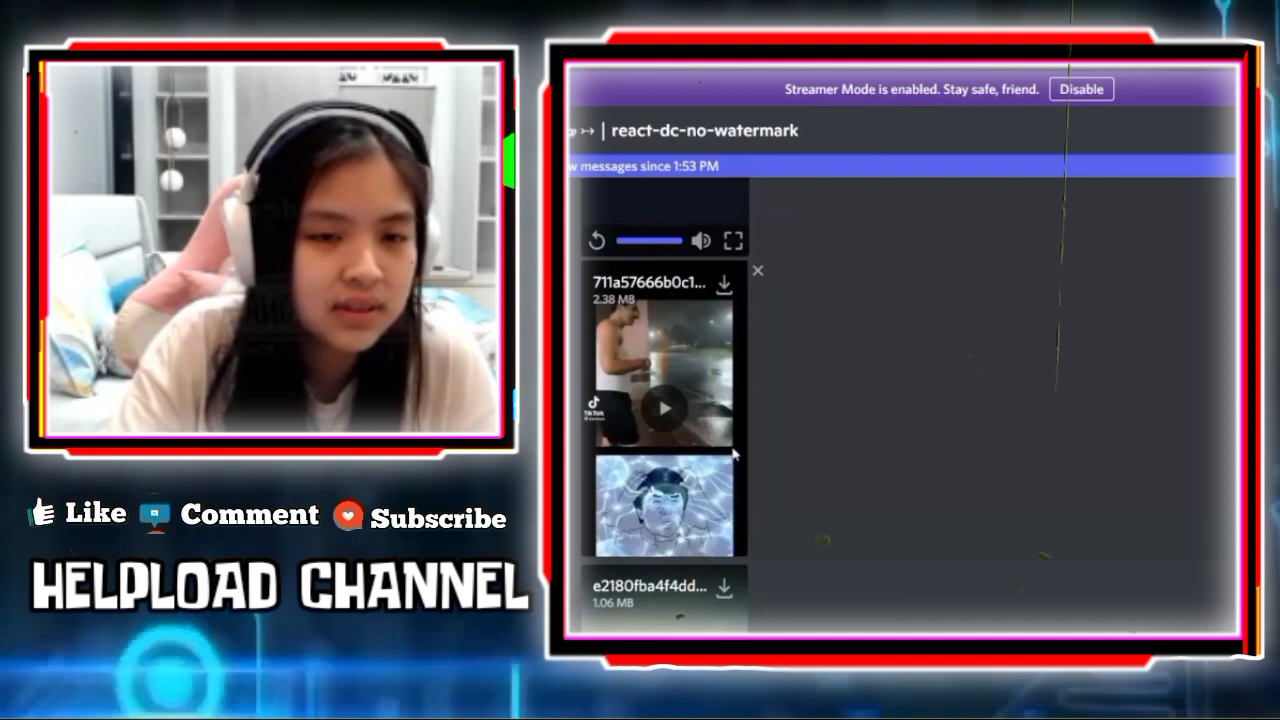 Streamer Mode is enabled. Stay safe, friend. Disable
| react-dc-no-watermark
w messages since 1:53 PM
711a57666b0c1...
2.38 MB
TikTok
e2180fba4f4dd...
1.06 MB
Like Comment Subscribe
HELPLOAD CHANNEL